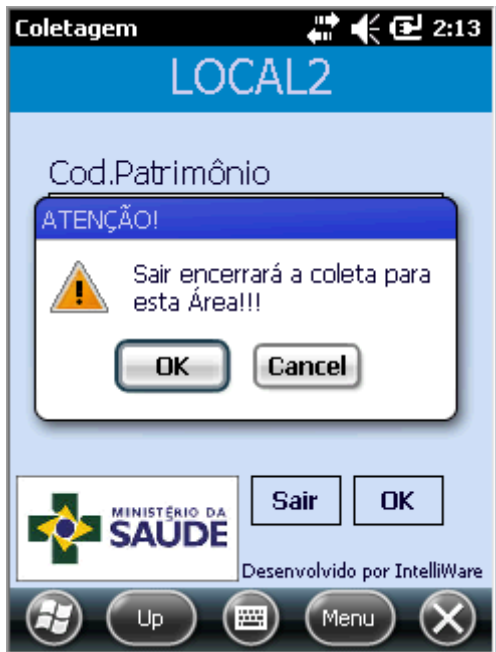 Coletagem 2:13
LOCAL2
Cod.Patrimônio
ATENÇÃO!
Sair encerrará a coleta para
esta Área!!!
OK Cancel
MINISTÉRIO DA
SAÚDE
Sair OK
Desenvolvido por IntelliWare
Up Menu